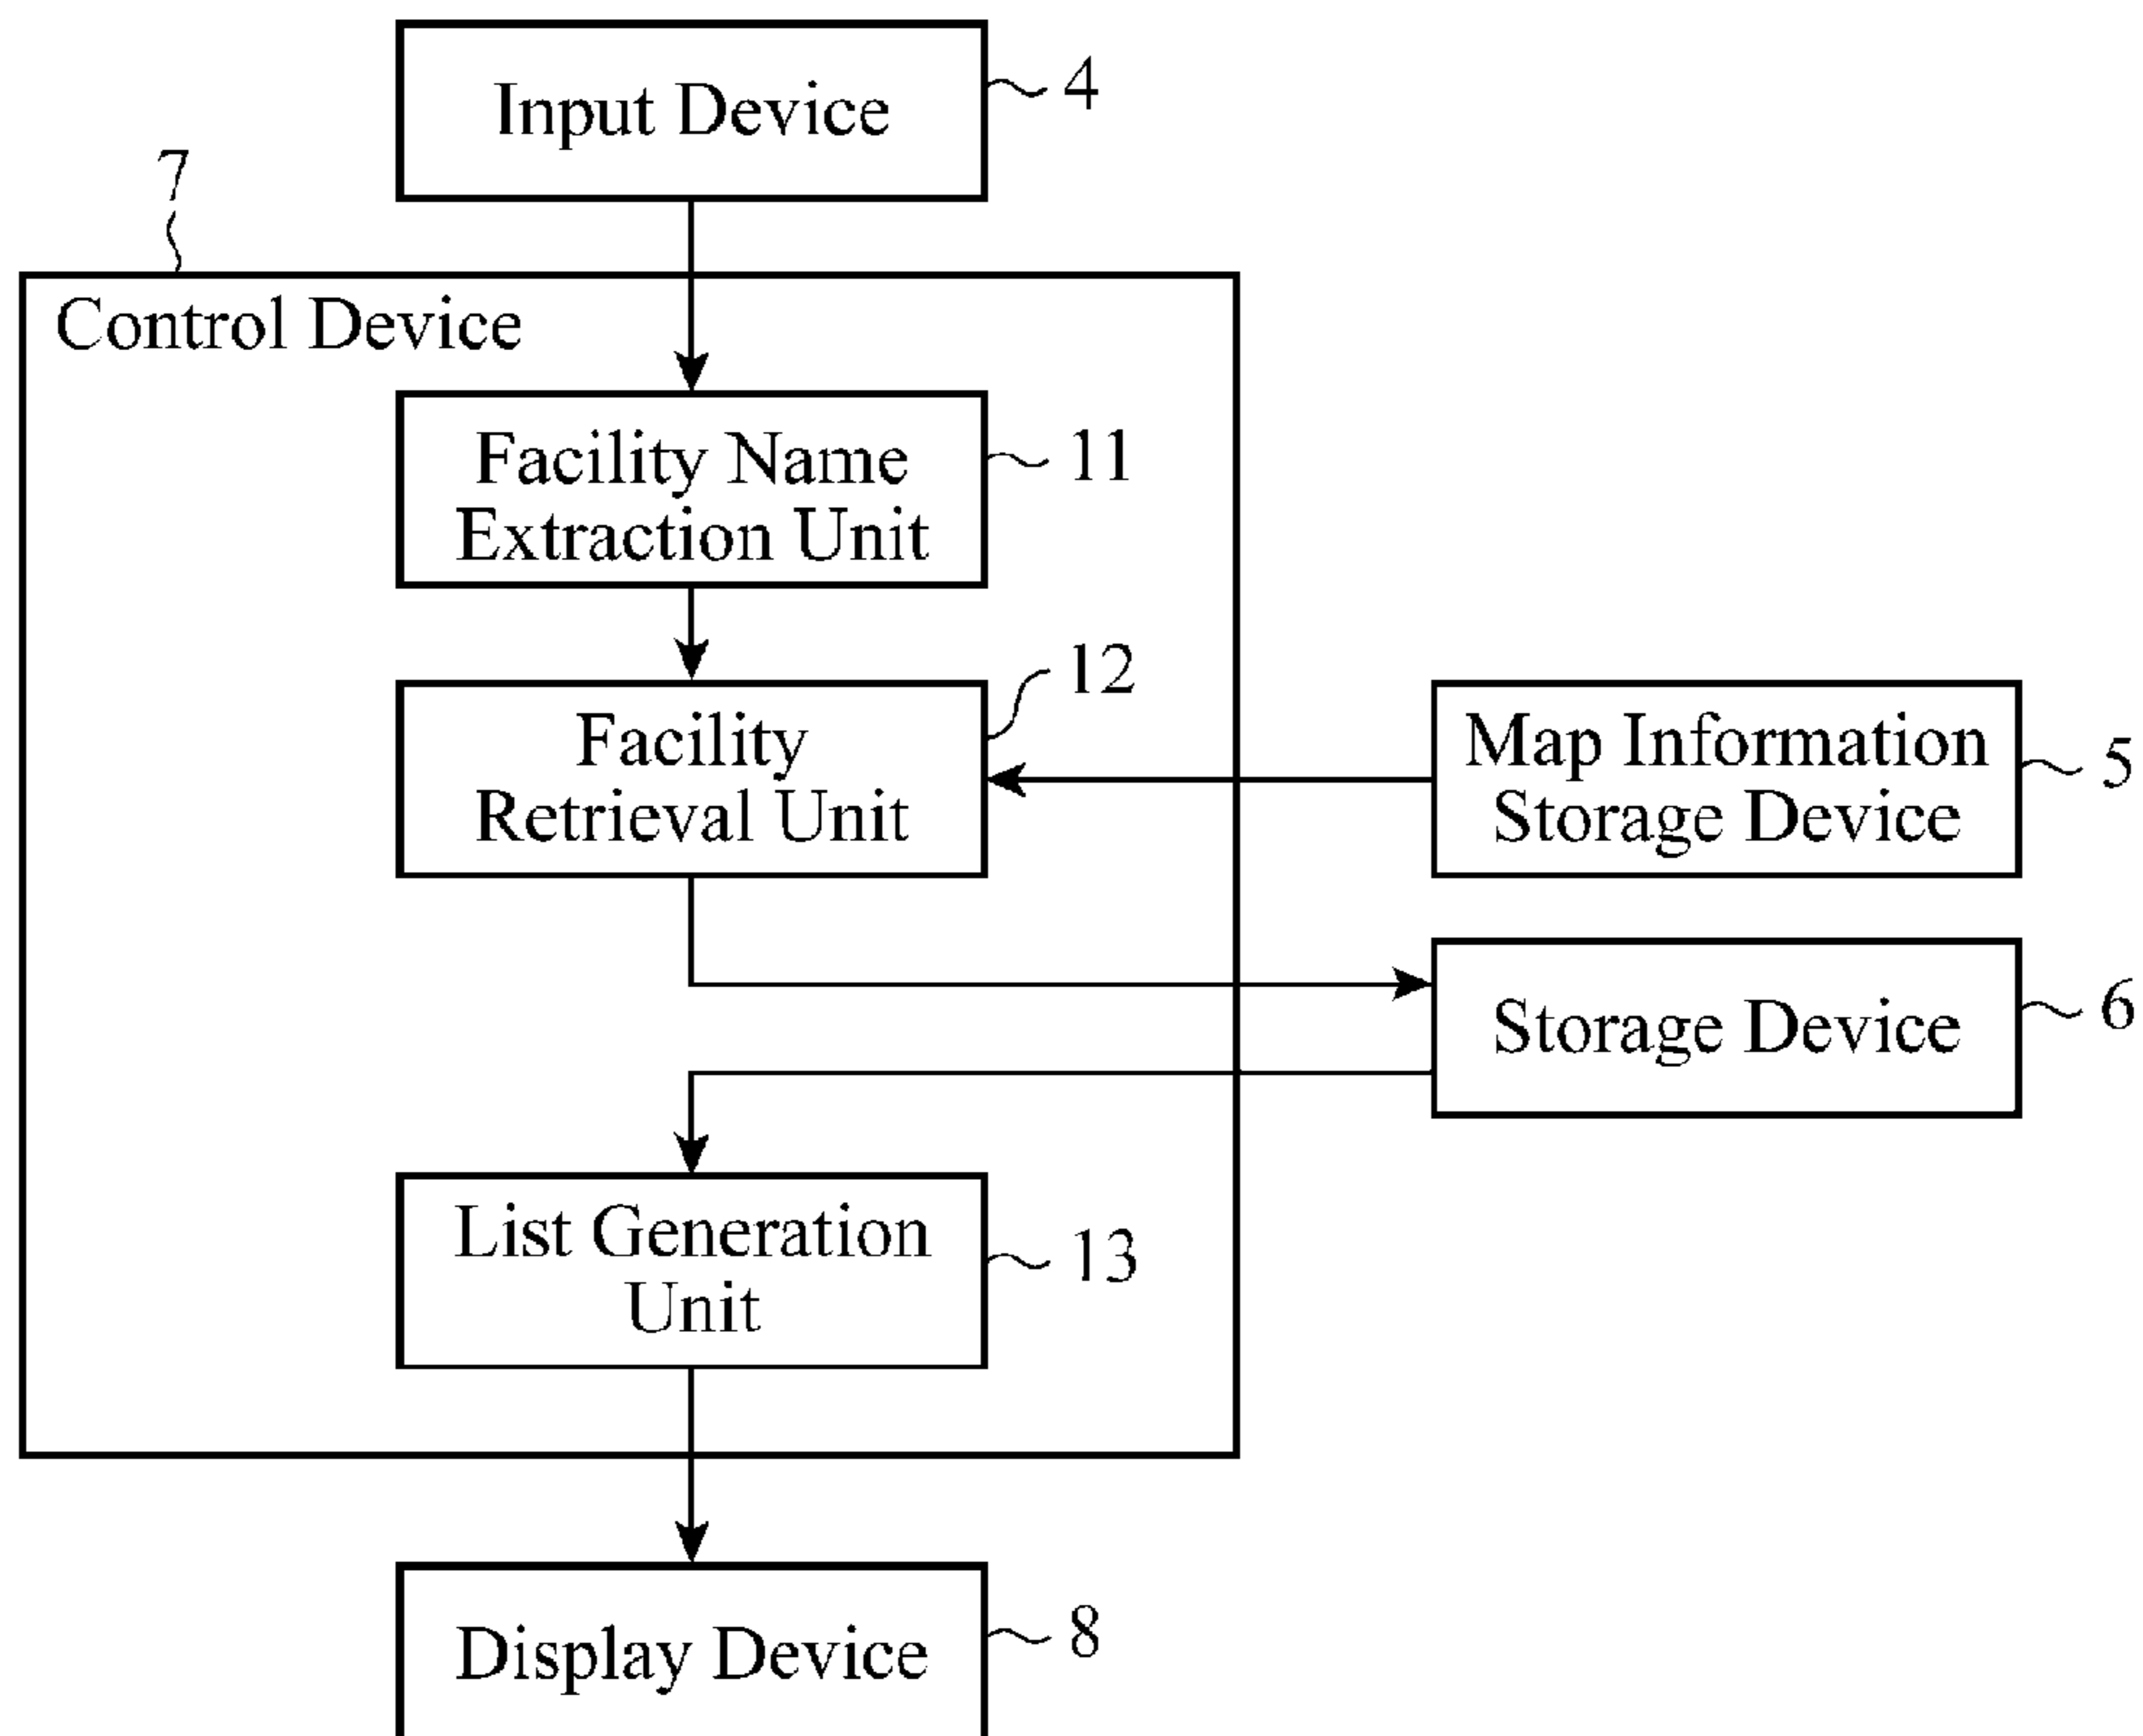 Input Device
4
7
Control Device
Facility Name
Extraction Unit
11
Facility
Retrieval Unit
12
Map Information
Storage Device
5
Storage Device
6
List Generation
Unit
13
Display Device
8